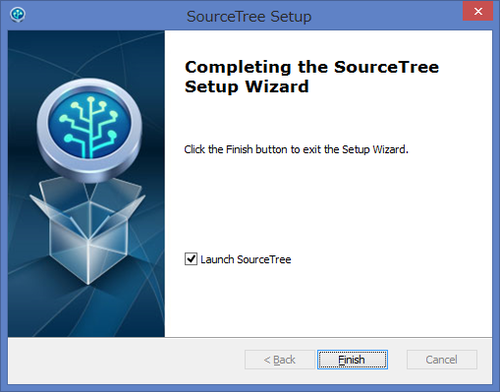 SourceTree Setup
Completing the SourceTree
Setup Wizard
Click the Finish button to exit the Setup Wizard.
Launch SourceTree
< Back
Finish
Cancel